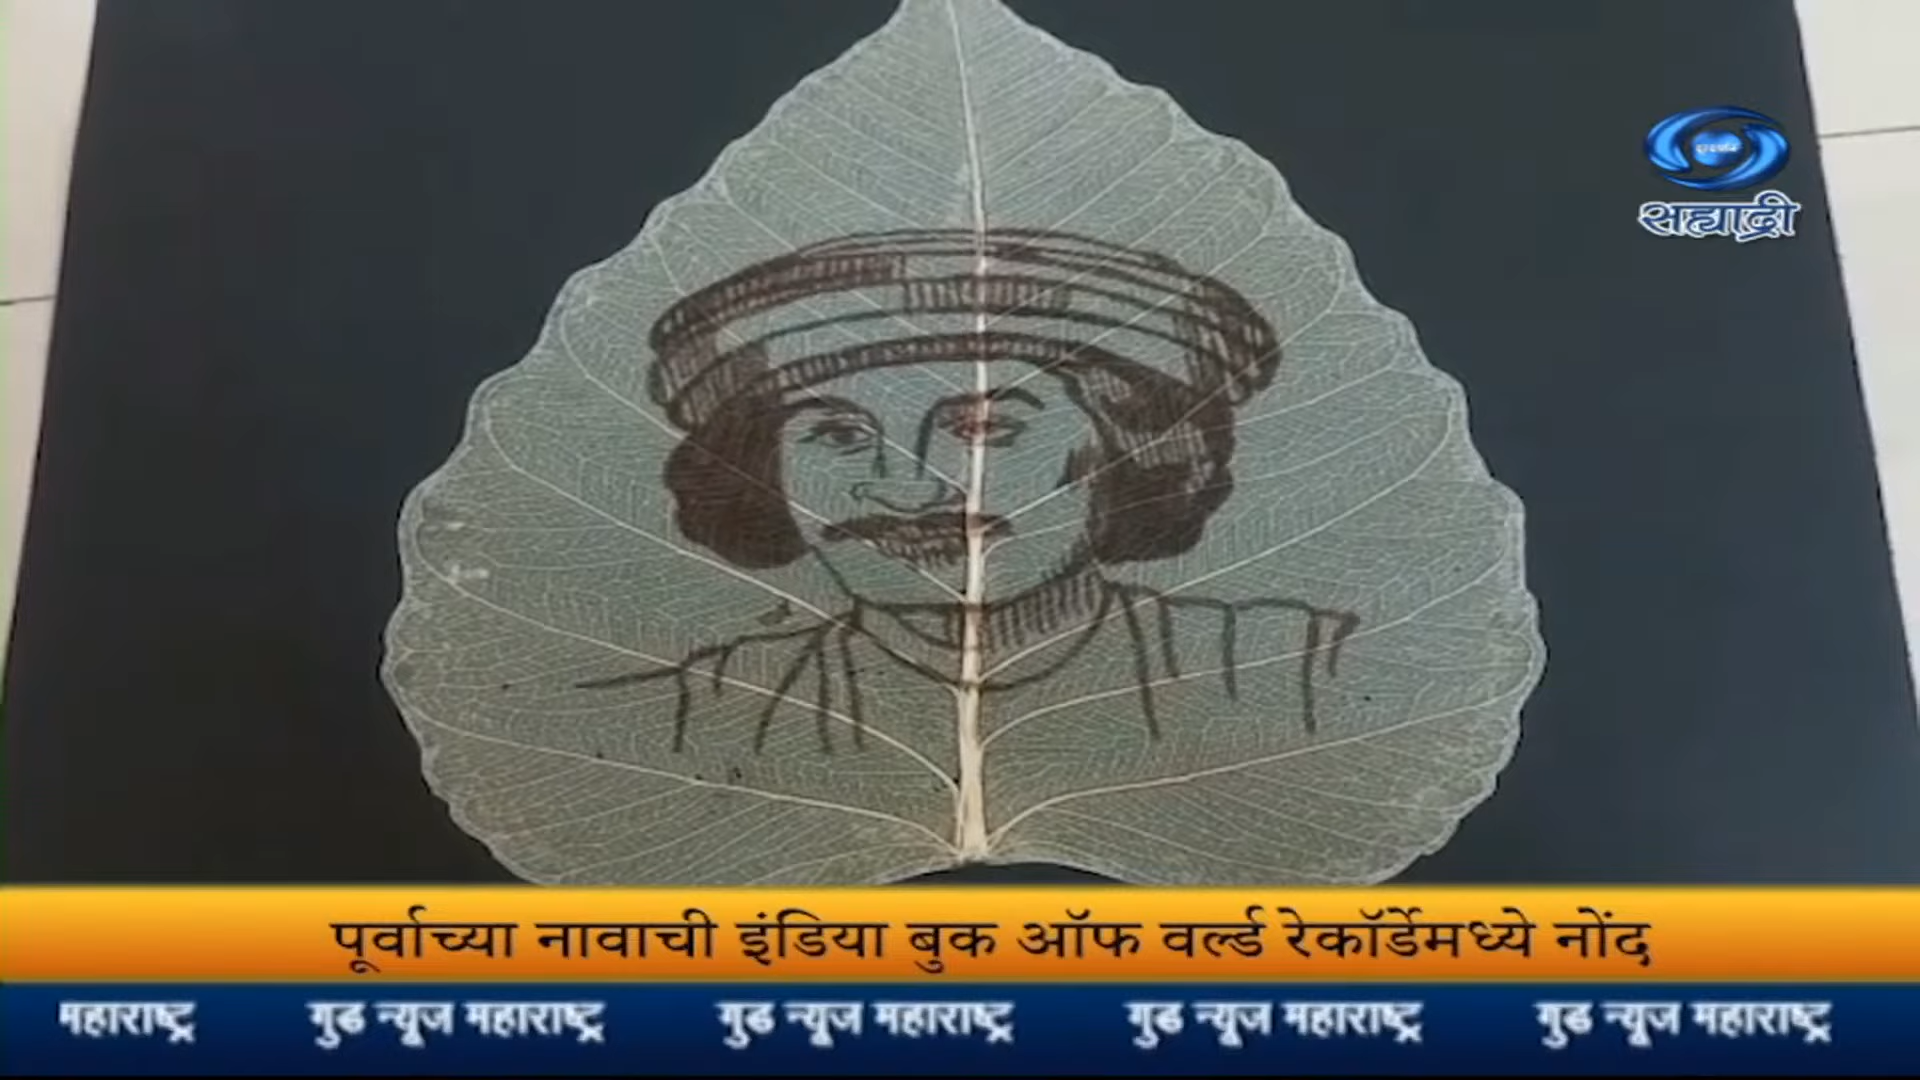 सह्याद्री
पूर्वाच्या नावाची इंडिया बुक ऑफ वर्ल्ड रेकॉर्डेमध्ये नोंद
महाराष्ट्र गुड न्यूज महाराष्ट्र गुड न्यूज महाराष्ट्र गुड न्यूज महाराष्ट्र गुड न्यूज महाराष्ट्र